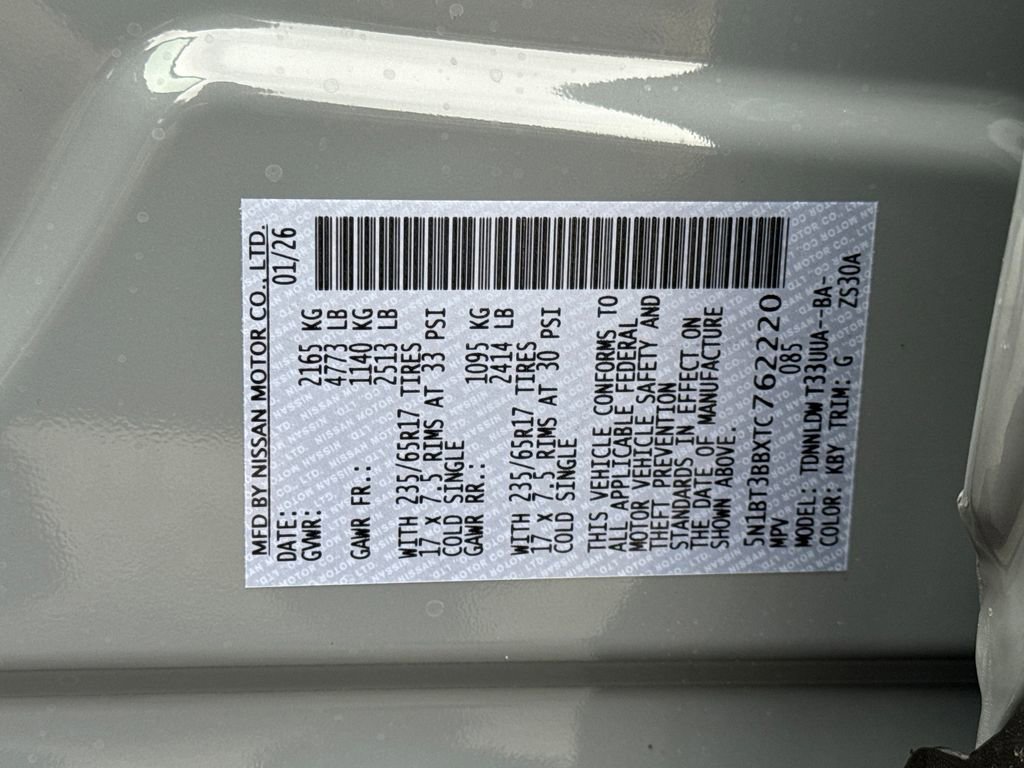 MFD BY NISSAN MOTOR CO., LTD.
DATE: 01/26
GVWR: 2165 KG
4773 LB
GAWR FR.: 1140 KG
2513 LB
WITH 235/65R17 TIRES
17 X 7.5 RIMS AT 33 PSI
COLD SINGLE
GAWR RR.: 1095 KG
2414 LB
WITH 235/65R17 TIRES
17 X 7.5 RIMS AT 30 PSI
COLD SINGLE
THIS VEHICLE CONFORMS TO
ALL APPLICABLE FEDERAL
MOTOR VEHICLE SAFETY AND
THEFT PREVENTION
STANDARDS IN EFFECT ON
THE DATE OF MANUFACTURE
SHOWN ABOVE.
5N1BT3BBXTC762220
MPV 085
MODEL: TDNNLDW T33UUA--BA-
COLOR: KBY TRIM: G ZS30A